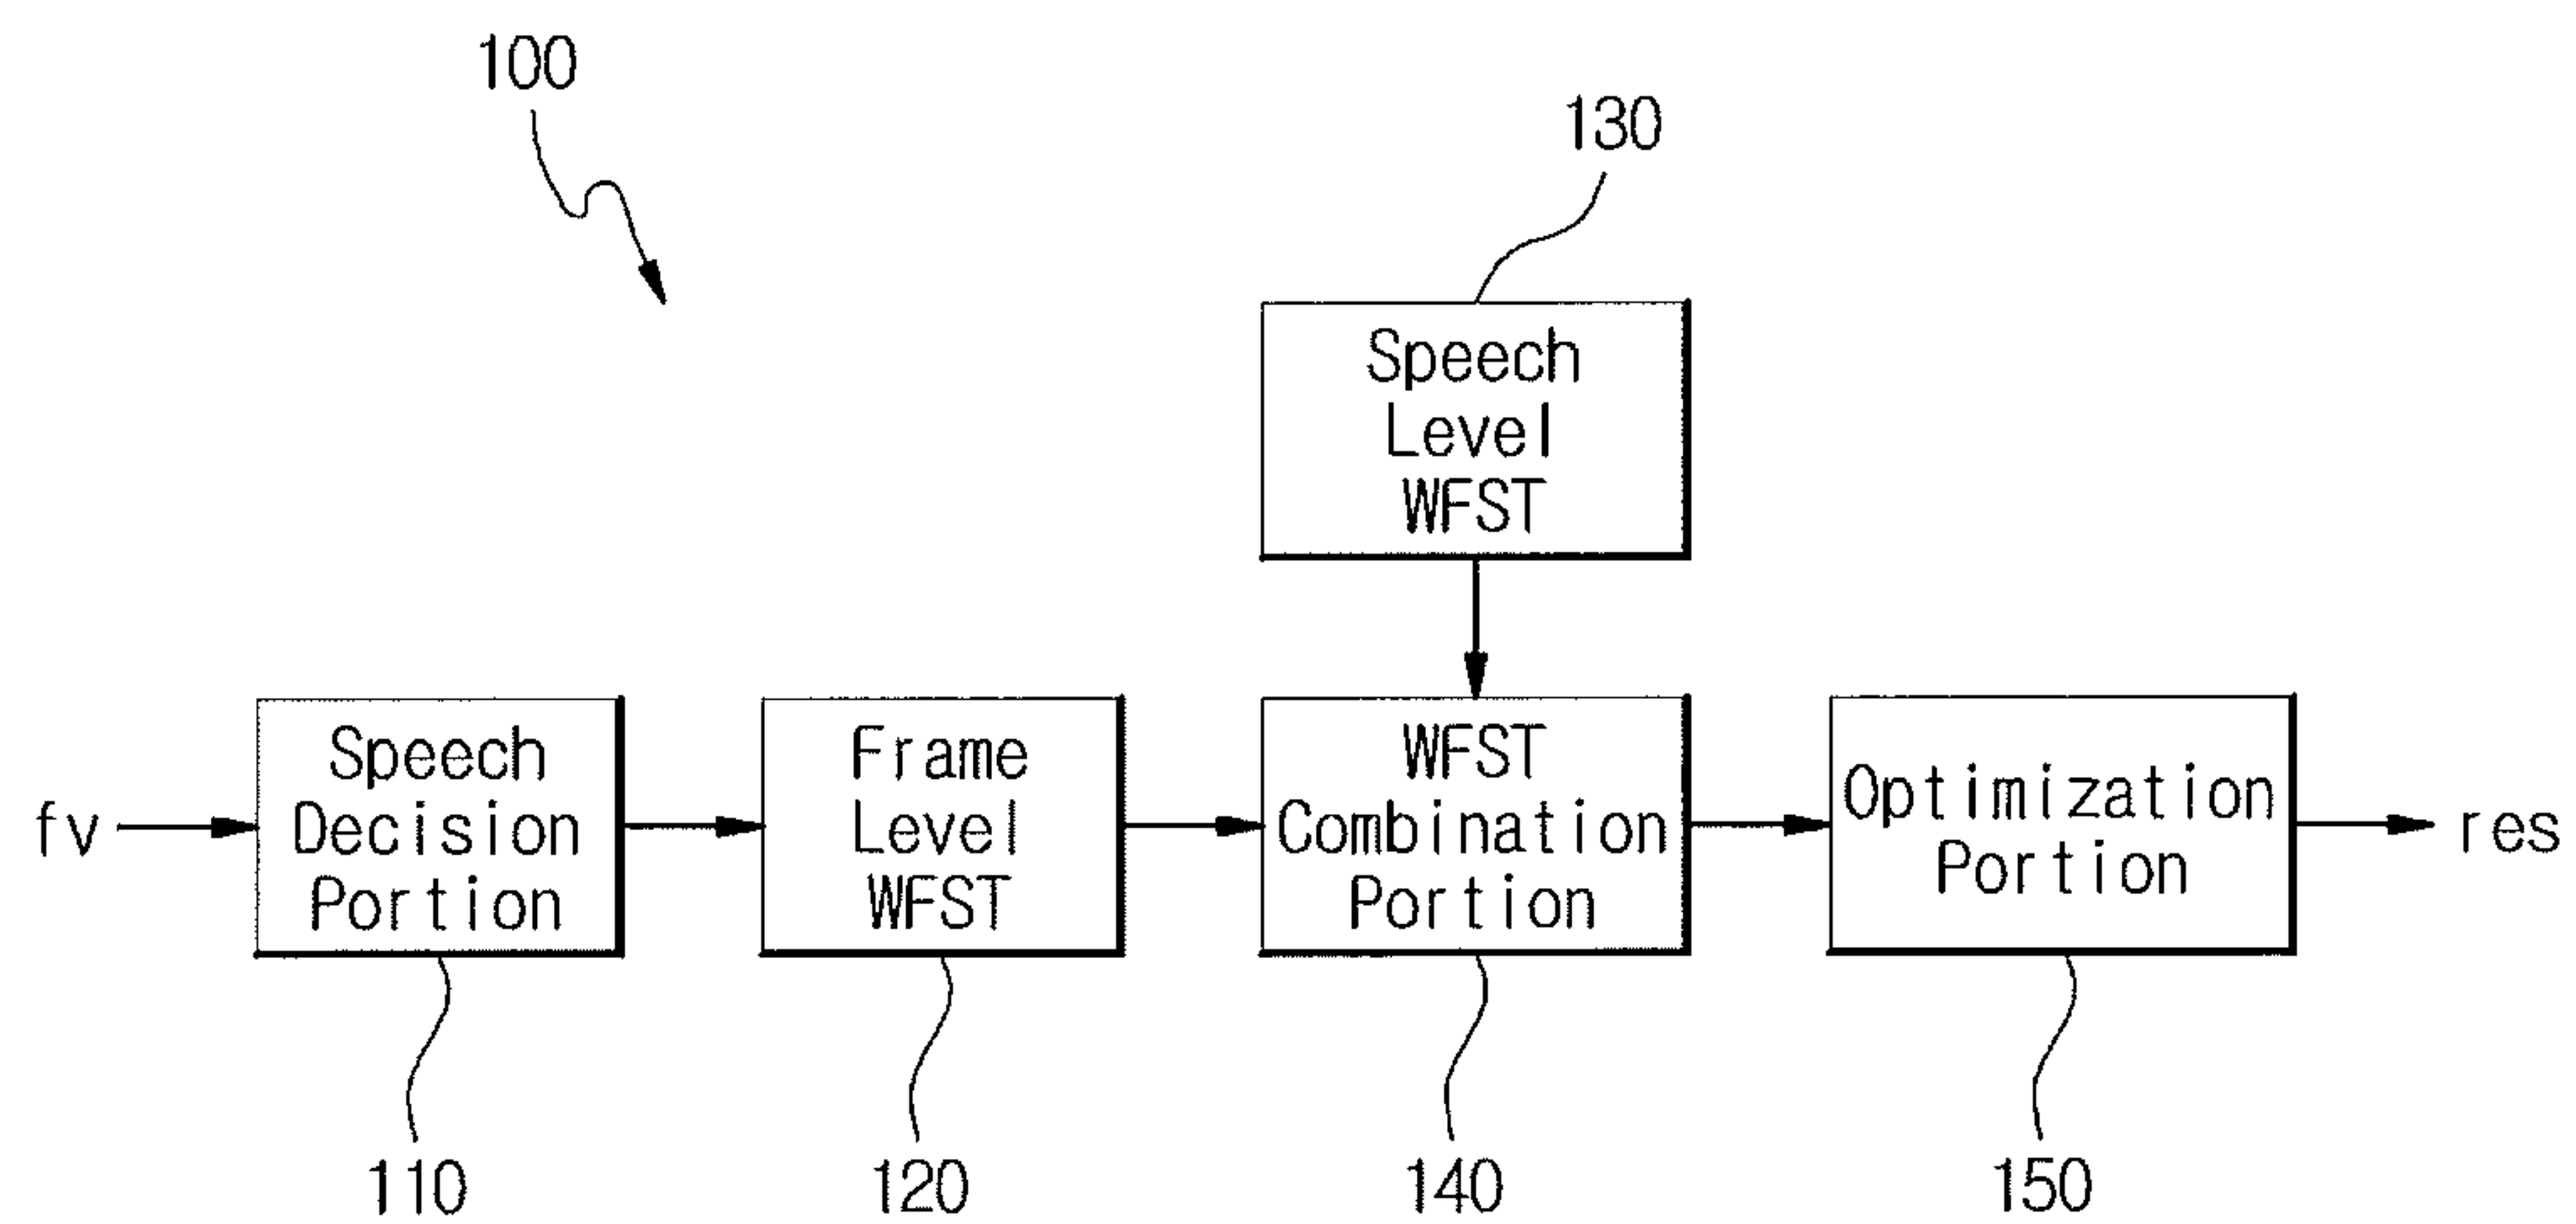 100
130
Speech
Level
WFST
fv
Speech
Decision
Portion
Frame
Level
WFST
WFST
Combination
Portion
Optimization
Portion
res
110
120
140
150